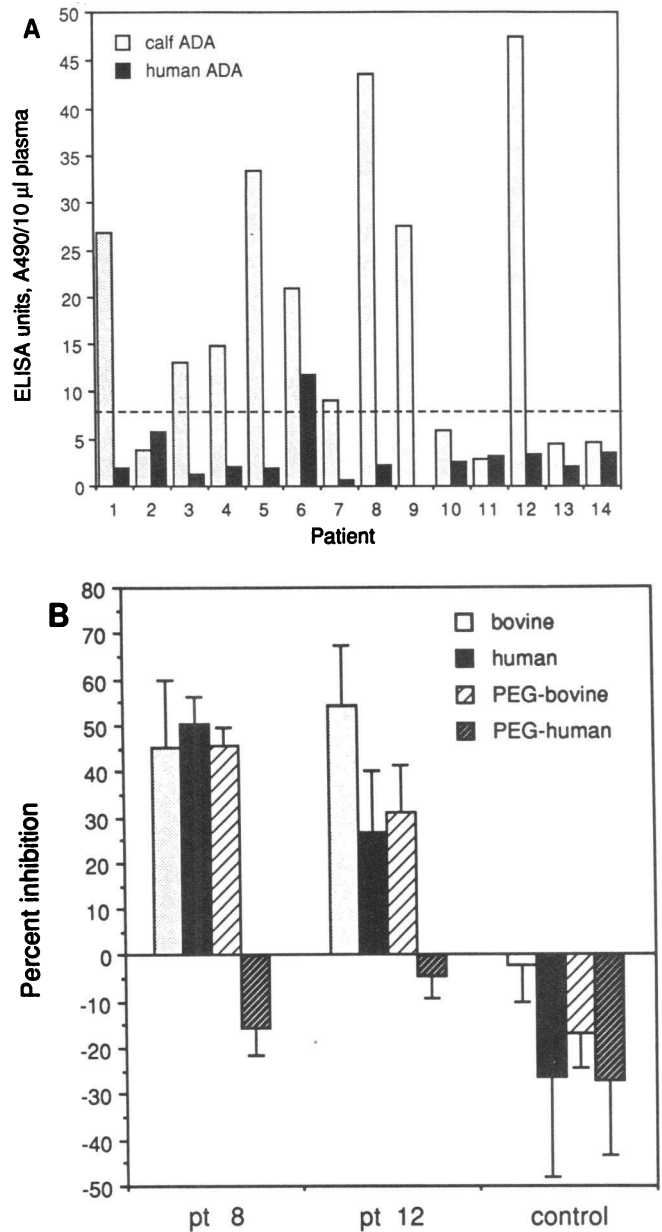 A
calf ADA
human ADA
ELISA units, A490/10 µl plasma
50
45
40
35
30
25
20
15
10
5
0
1 2 3 4 5 6 7 8 9 10 11 12 13 14
Patient
B
bovine
human
PEG-bovine
PEG-human
Percent inhibition
80
70
60
50
40
30
20
10
0
-10
-20
-30
-40
-50
pt 8 pt 12 control